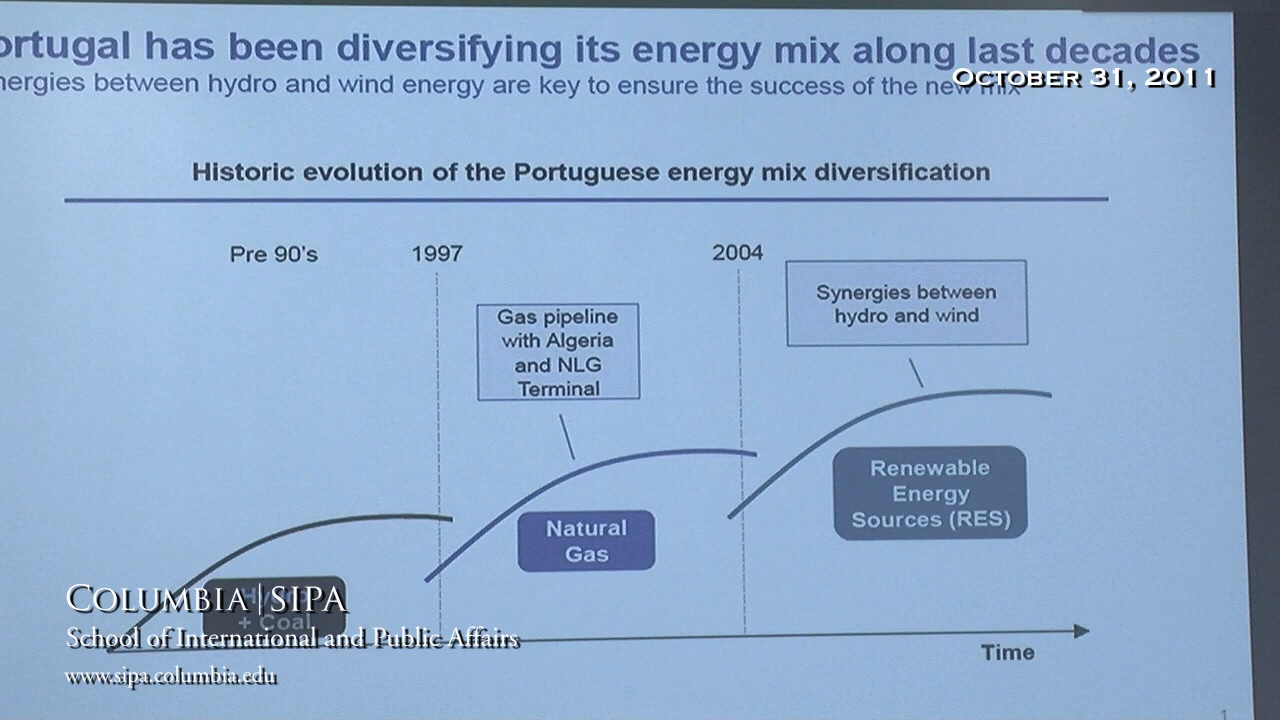 ortugal has been diversifying its energy mix along last decades
nergies between hydro and wind energy are key to ensure the success of the new mix
October 31, 2011
Historic evolution of the Portuguese energy mix diversification
Pre 90's
1997
2004
Gas pipeline
with Algeria
and NLG
Terminal
Synergies between
hydro and wind
Renewable
Energy
Sources (RES)
Natural
Gas
+ Coal
Columbia | SIPA
School of International and Public Affairs
www.sipa.columbia.edu
Time
1